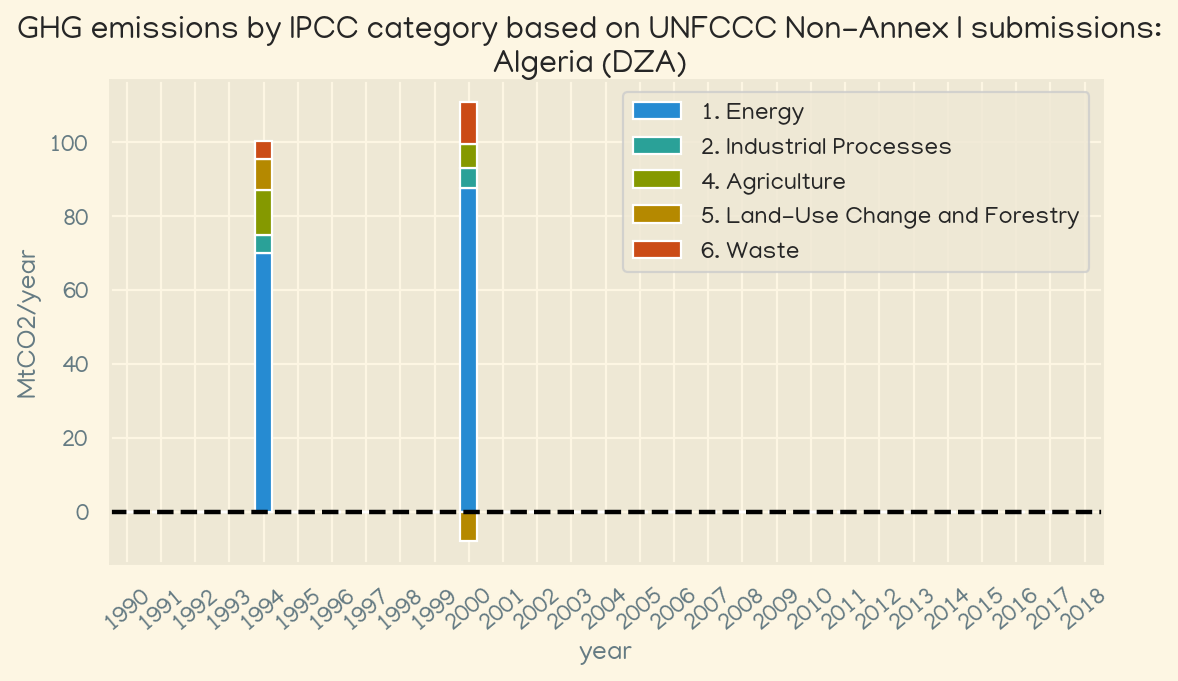 GHG emissions by IPCC category based on UNFCCC Non-Annex I submissions:
Algeria (DZA)
1. Energy
2. Industrial Processes
4. Agriculture
5. Land-Use Change and Forestry
6. Waste
MtCO2/year
100
80
60
40
20
0
1990 1991 1992 1993 1994 1995 1996 1997 1998 1999 2000 2001 2002 2003 2004 2005 2006 2007 2008 2009 2010 2011 2012 2013 2014 2015 2016 2017 2018
year